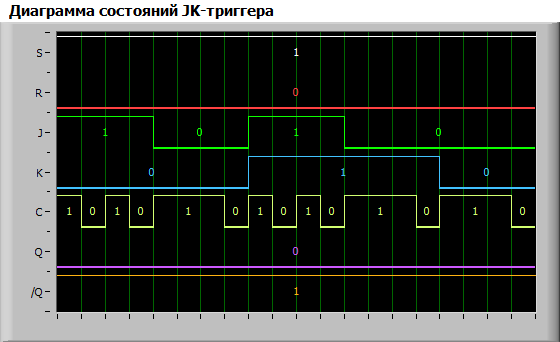 Диаграмма состояний JK-триггера
S 1
R 0
J 1 0 1 0
K 0 1 0
C 1 0 1 0 1 0 1 0 1 0 1 0 1 0
Q 0
/Q 1